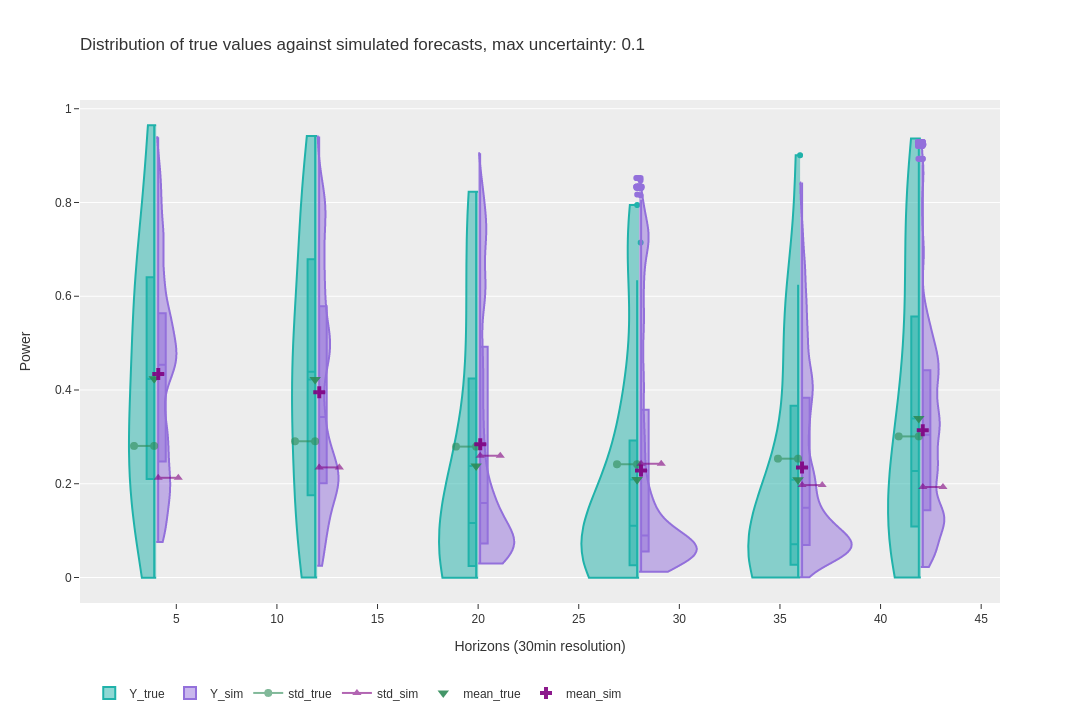 Distribution of true values against simulated forecasts, max uncertainty: 0.1
1
0.8
0.6
0.4
0.2
0
Power
5 10 15 20 25 30 35 40 45
Horizons (30min resolution)
Y_true Y_sim std_true std_sim mean_true mean_sim